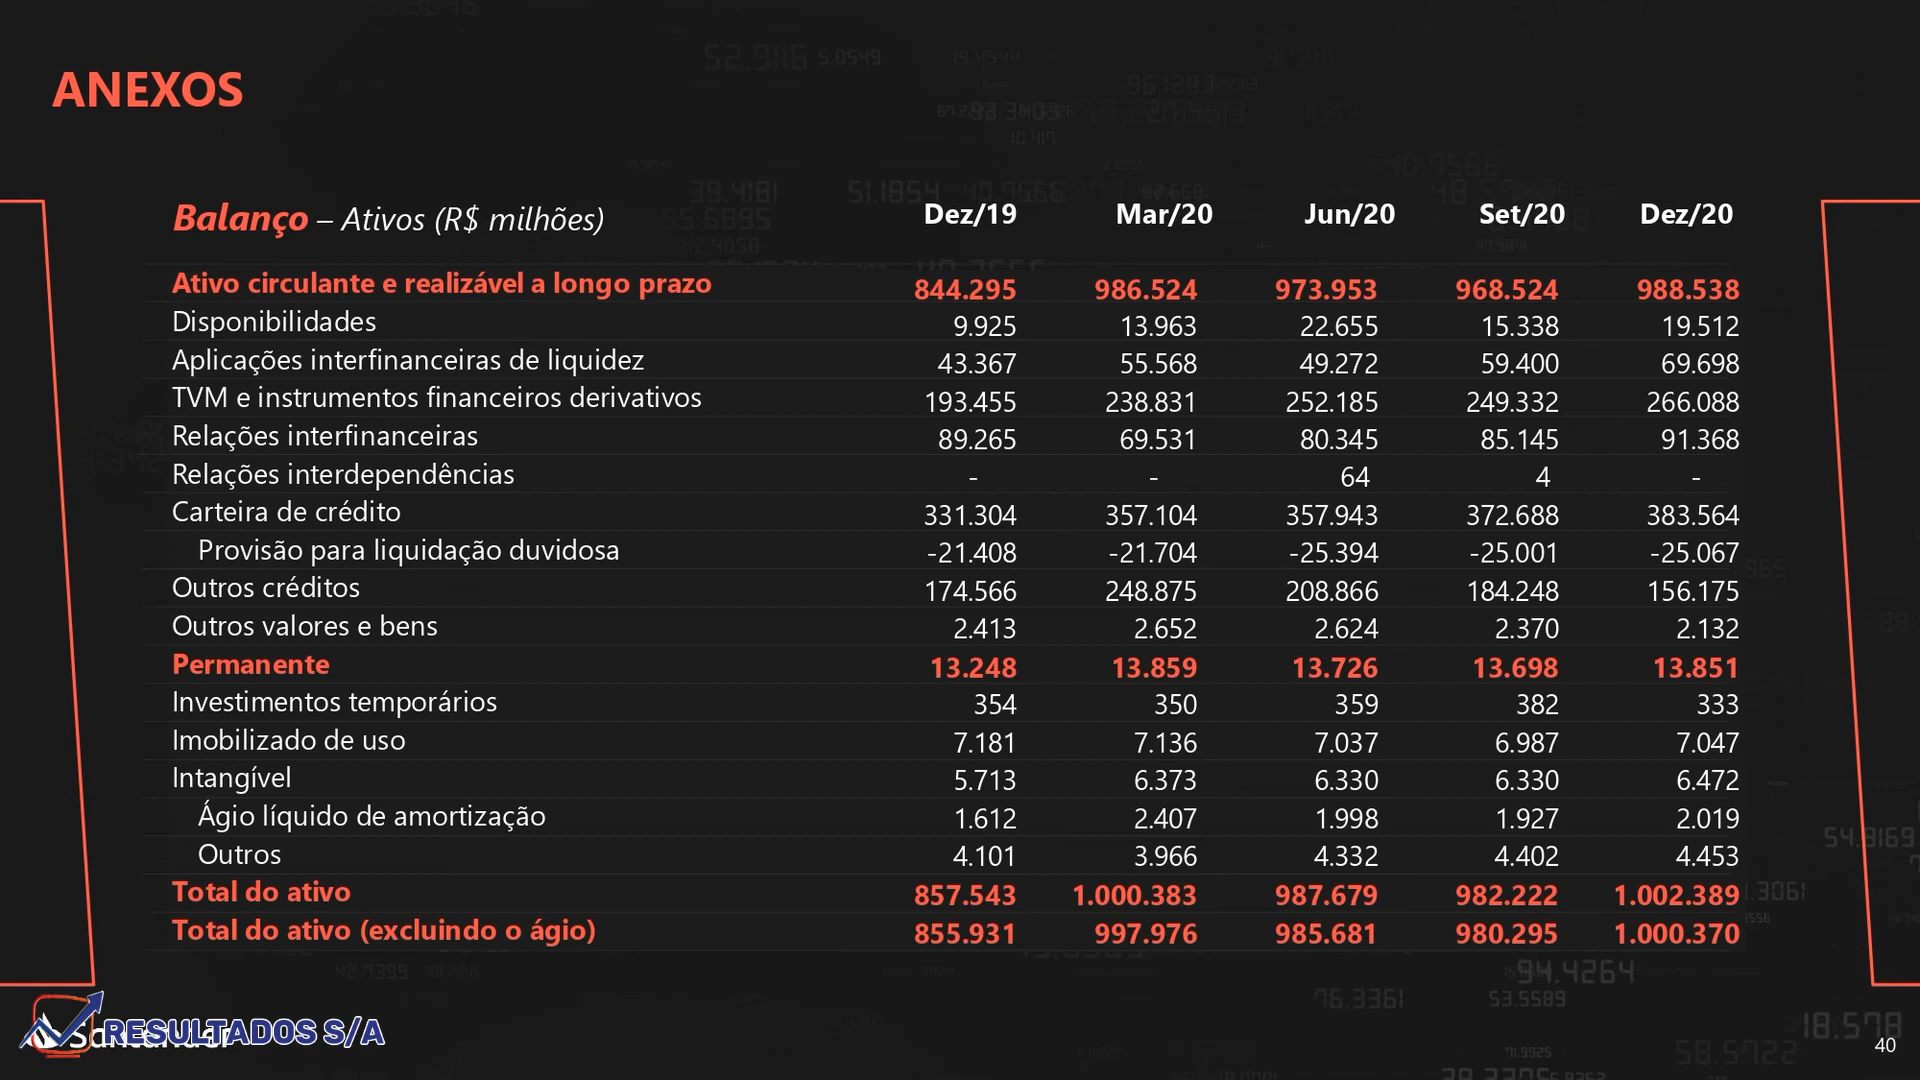 ANEXOS
Balanço – Ativos (R$ milhões) Dez/19 Mar/20 Jun/20 Set/20 Dez/20
Ativo circulante e realizável a longo prazo 844.295 986.524 973.953 968.524 988.538
Disponibilidades 9.925 13.963 22.655 15.338 19.512
Aplicações interfinanceiras de liquidez 43.367 55.568 49.272 59.400 69.698
TVM e instrumentos financeiros derivativos 193.455 238.831 252.185 249.332 266.088
Relações interfinanceiras 89.265 69.531 80.345 85.145 91.368
Relações interdependências - - 64 4 -
Carteira de crédito 331.304 357.104 357.943 372.688 383.564
Provisão para liquidação duvidosa -21.408 -21.704 -25.394 -25.001 -25.067
Outros créditos 174.566 248.875 208.866 184.248 156.175
Outros valores e bens 2.413 2.652 2.624 2.370 2.132
Permanente 13.248 13.859 13.726 13.698 13.851
Investimentos temporários 354 350 359 382 333
Imobilizado de uso 7.181 7.136 7.037 6.987 7.047
Intangível 5.713 6.373 6.330 6.330 6.472
Ágio líquido de amortização 1.612 2.407 1.998 1.927 2.019
Outros 4.101 3.966 4.332 4.402 4.453
Total do ativo 857.543 1.000.383 987.679 982.222 1.002.389
Total do ativo (excluindo o ágio) 855.931 997.976 985.681 980.295 1.000.370
Santander
RESULTADOS S/A
40